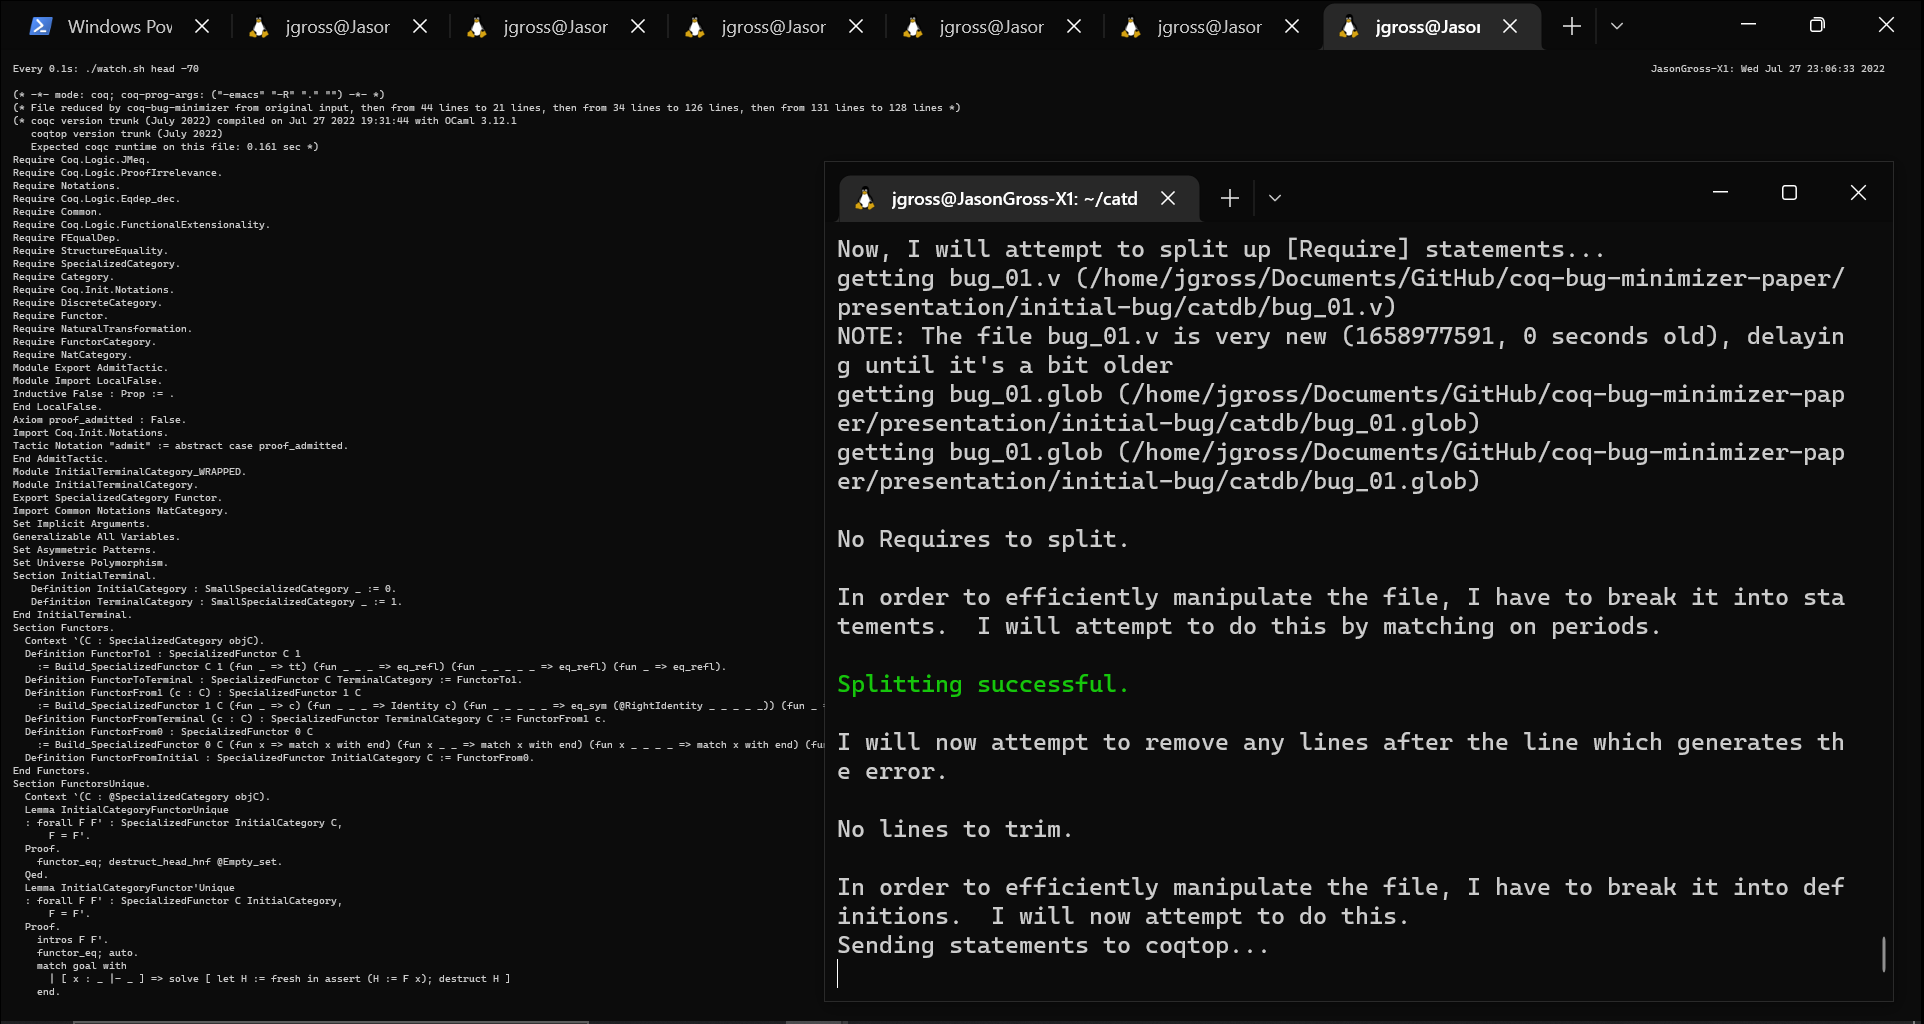 Windows Pow
jgross@Jasor
jgross@Jasor
jgross@Jasor
jgross@Jasor
jgross@Jasor
jgross@Jasor
Every 0.1s: ./watch.sh head -70
JasonGross-X1: Wed Jul 27 23:06:33 2022
(* -*- mode: coq; coq-prog-args: ("-emacs" "-R" "." "") -*- *)
(* File reduced by coq-bug-minimizer from original input, then from 44 lines to 21 lines, then from 34 lines to 126 lines, then from 131 lines to 128 lines *)
(* coqc version trunk (July 2022) compiled on Jul 27 2022 19:31:44 with OCaml 3.12.1
   coqtop version trunk (July 2022)
   Expected coqc runtime on this file: 0.161 sec *)
Require Coq.Logic.JMeq.
Require Coq.Logic.ProofIrrelevance.
Require Notations.
Require Coq.Logic.Eqdep_dec.
Require Common.
Require Coq.Logic.FunctionalExtensionality.
Require FEqualDep.
Require StructureEquality.
Require SpecializedCategory.
Require Category.
Require Coq.Init.Notations.
Require DiscreteCategory.
Require Functor.
Require NaturalTransformation.
Require FunctorCategory.
Require NatCategory.
Module Export AdmitTactic.
Module Import LocalFalse.
Inductive False : Prop := .
End LocalFalse.
Axiom proof_admitted : False.
Import Coq.Init.Notations.
Tactic Notation "admit" := abstract case proof_admitted.
End AdmitTactic.
Module InitialTerminalCategory_WRAPPED.
Module InitialTerminalCategory.
Export SpecializedCategory Functor.
Import Common Notations NatCategory.
Set Implicit Arguments.
Generalizable All Variables.
Set Asymmetric Patterns.
Set Universe Polymorphism.
Section InitialTerminal.
   Definition InitialCategory : SmallSpecializedCategory _ := 0.
   Definition TerminalCategory : SmallSpecializedCategory _ := 1.
End InitialTerminal.
Section Functors.
  Context `(C : SpecializedCategory objC).
  Definition FunctorTo1 : SpecializedFunctor C 1
    := Build_SpecializedFunctor C 1 (fun _ => tt) (fun _ _ _ => eq_refl) (fun _ _ _ _ _ => eq_refl) (fun _ => eq_refl).
  Definition FunctorToTerminal : SpecializedFunctor C TerminalCategory := FunctorTo1.
  Definition FunctorFrom1 (c : C) : SpecializedFunctor 1 C
    := Build_SpecializedFunctor 1 C (fun _ => c) (fun _ _ _ => Identity c) (fun _ _ _ _ _ => eq_sym (@RightIdentity _ _ _ _ _)) (fun _ =
  Definition FunctorFromTerminal (c : C) : SpecializedFunctor TerminalCategory C := FunctorFrom1 c.
  Definition FunctorFrom0 : SpecializedFunctor 0 C
    := Build_SpecializedFunctor 0 C (fun x => match x with end) (fun x _ _ => match x with end) (fun x _ _ _ _ => match x with end) (fu
  Definition FunctorFromInitial : SpecializedFunctor InitialCategory C := FunctorFrom0.
End Functors.
Section FunctorsUnique.
  Context `(C : @SpecializedCategory objC).
  Lemma InitialCategoryFunctorUnique
  : forall F F' : SpecializedFunctor InitialCategory C,
      F = F'.
  Proof.
    functor_eq; destruct_head_hnf @Empty_set.
  Qed.
  Lemma InitialCategoryFunctor'Unique
  : forall F F' : SpecializedFunctor C InitialCategory,
      F = F'.
  Proof.
    intros F F'.
    functor_eq; auto.
    match goal with
      | [ x : _ |- _ ] => solve [ let H := fresh in assert (H := F x); destruct H ]
    end.
jgross@JasonGross-X1: ~/catd
Now, I will attempt to split up [Require] statements...
getting bug_01.v (/home/jgross/Documents/GitHub/coq-bug-minimizer-paper/
presentation/initial-bug/catdb/bug_01.v)
NOTE: The file bug_01.v is very new (1658977591, 0 seconds old), delayin
g until it's a bit older
getting bug_01.glob (/home/jgross/Documents/GitHub/coq-bug-minimizer-pap
er/presentation/initial-bug/catdb/bug_01.glob)
getting bug_01.glob (/home/jgross/Documents/GitHub/coq-bug-minimizer-pap
er/presentation/initial-bug/catdb/bug_01.glob)
No Requires to split.
In order to efficiently manipulate the file, I have to break it into sta
tements.  I will attempt to do this by matching on periods.
Splitting successful.
I will now attempt to remove any lines after the line which generates th
e error.
No lines to trim.
In order to efficiently manipulate the file, I have to break it into def
initions.  I will now attempt to do this.
Sending statements to coqtop...